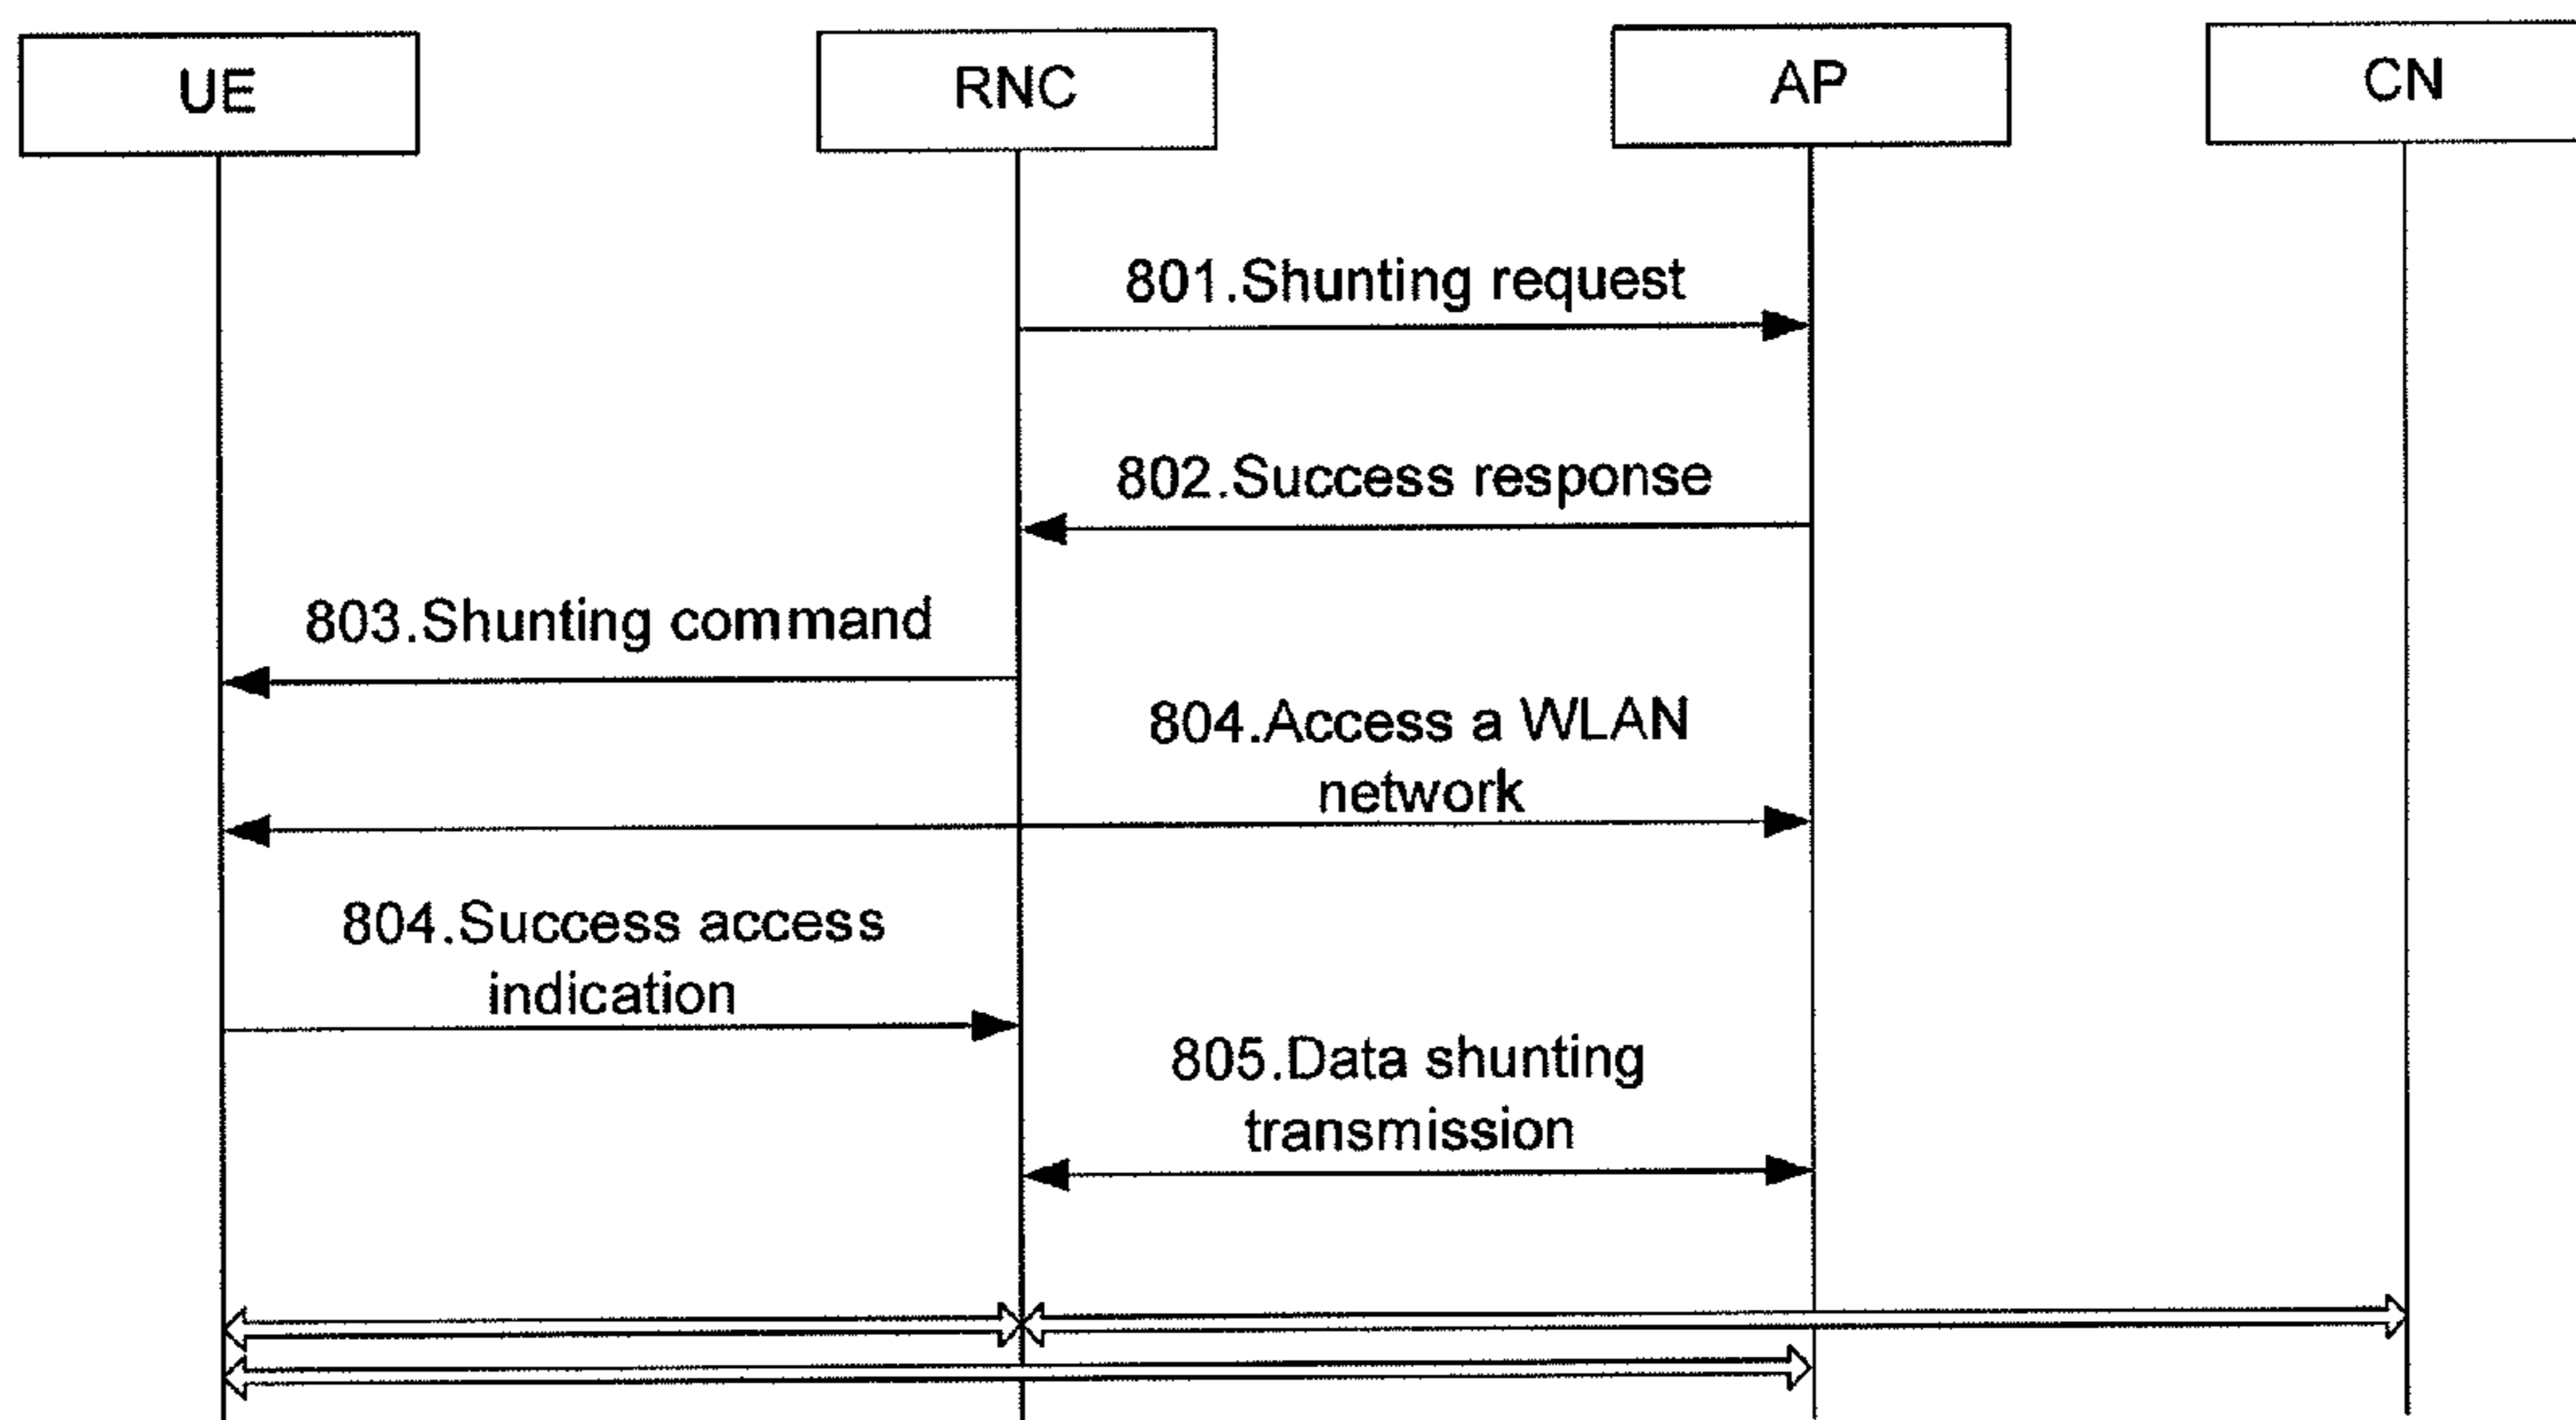 UE
RNC
AP
CN
801.Shunting request
802.Success response
803.Shunting command
804.Access a WLAN
network
804.Success access
indication
805.Data shunting
transmission